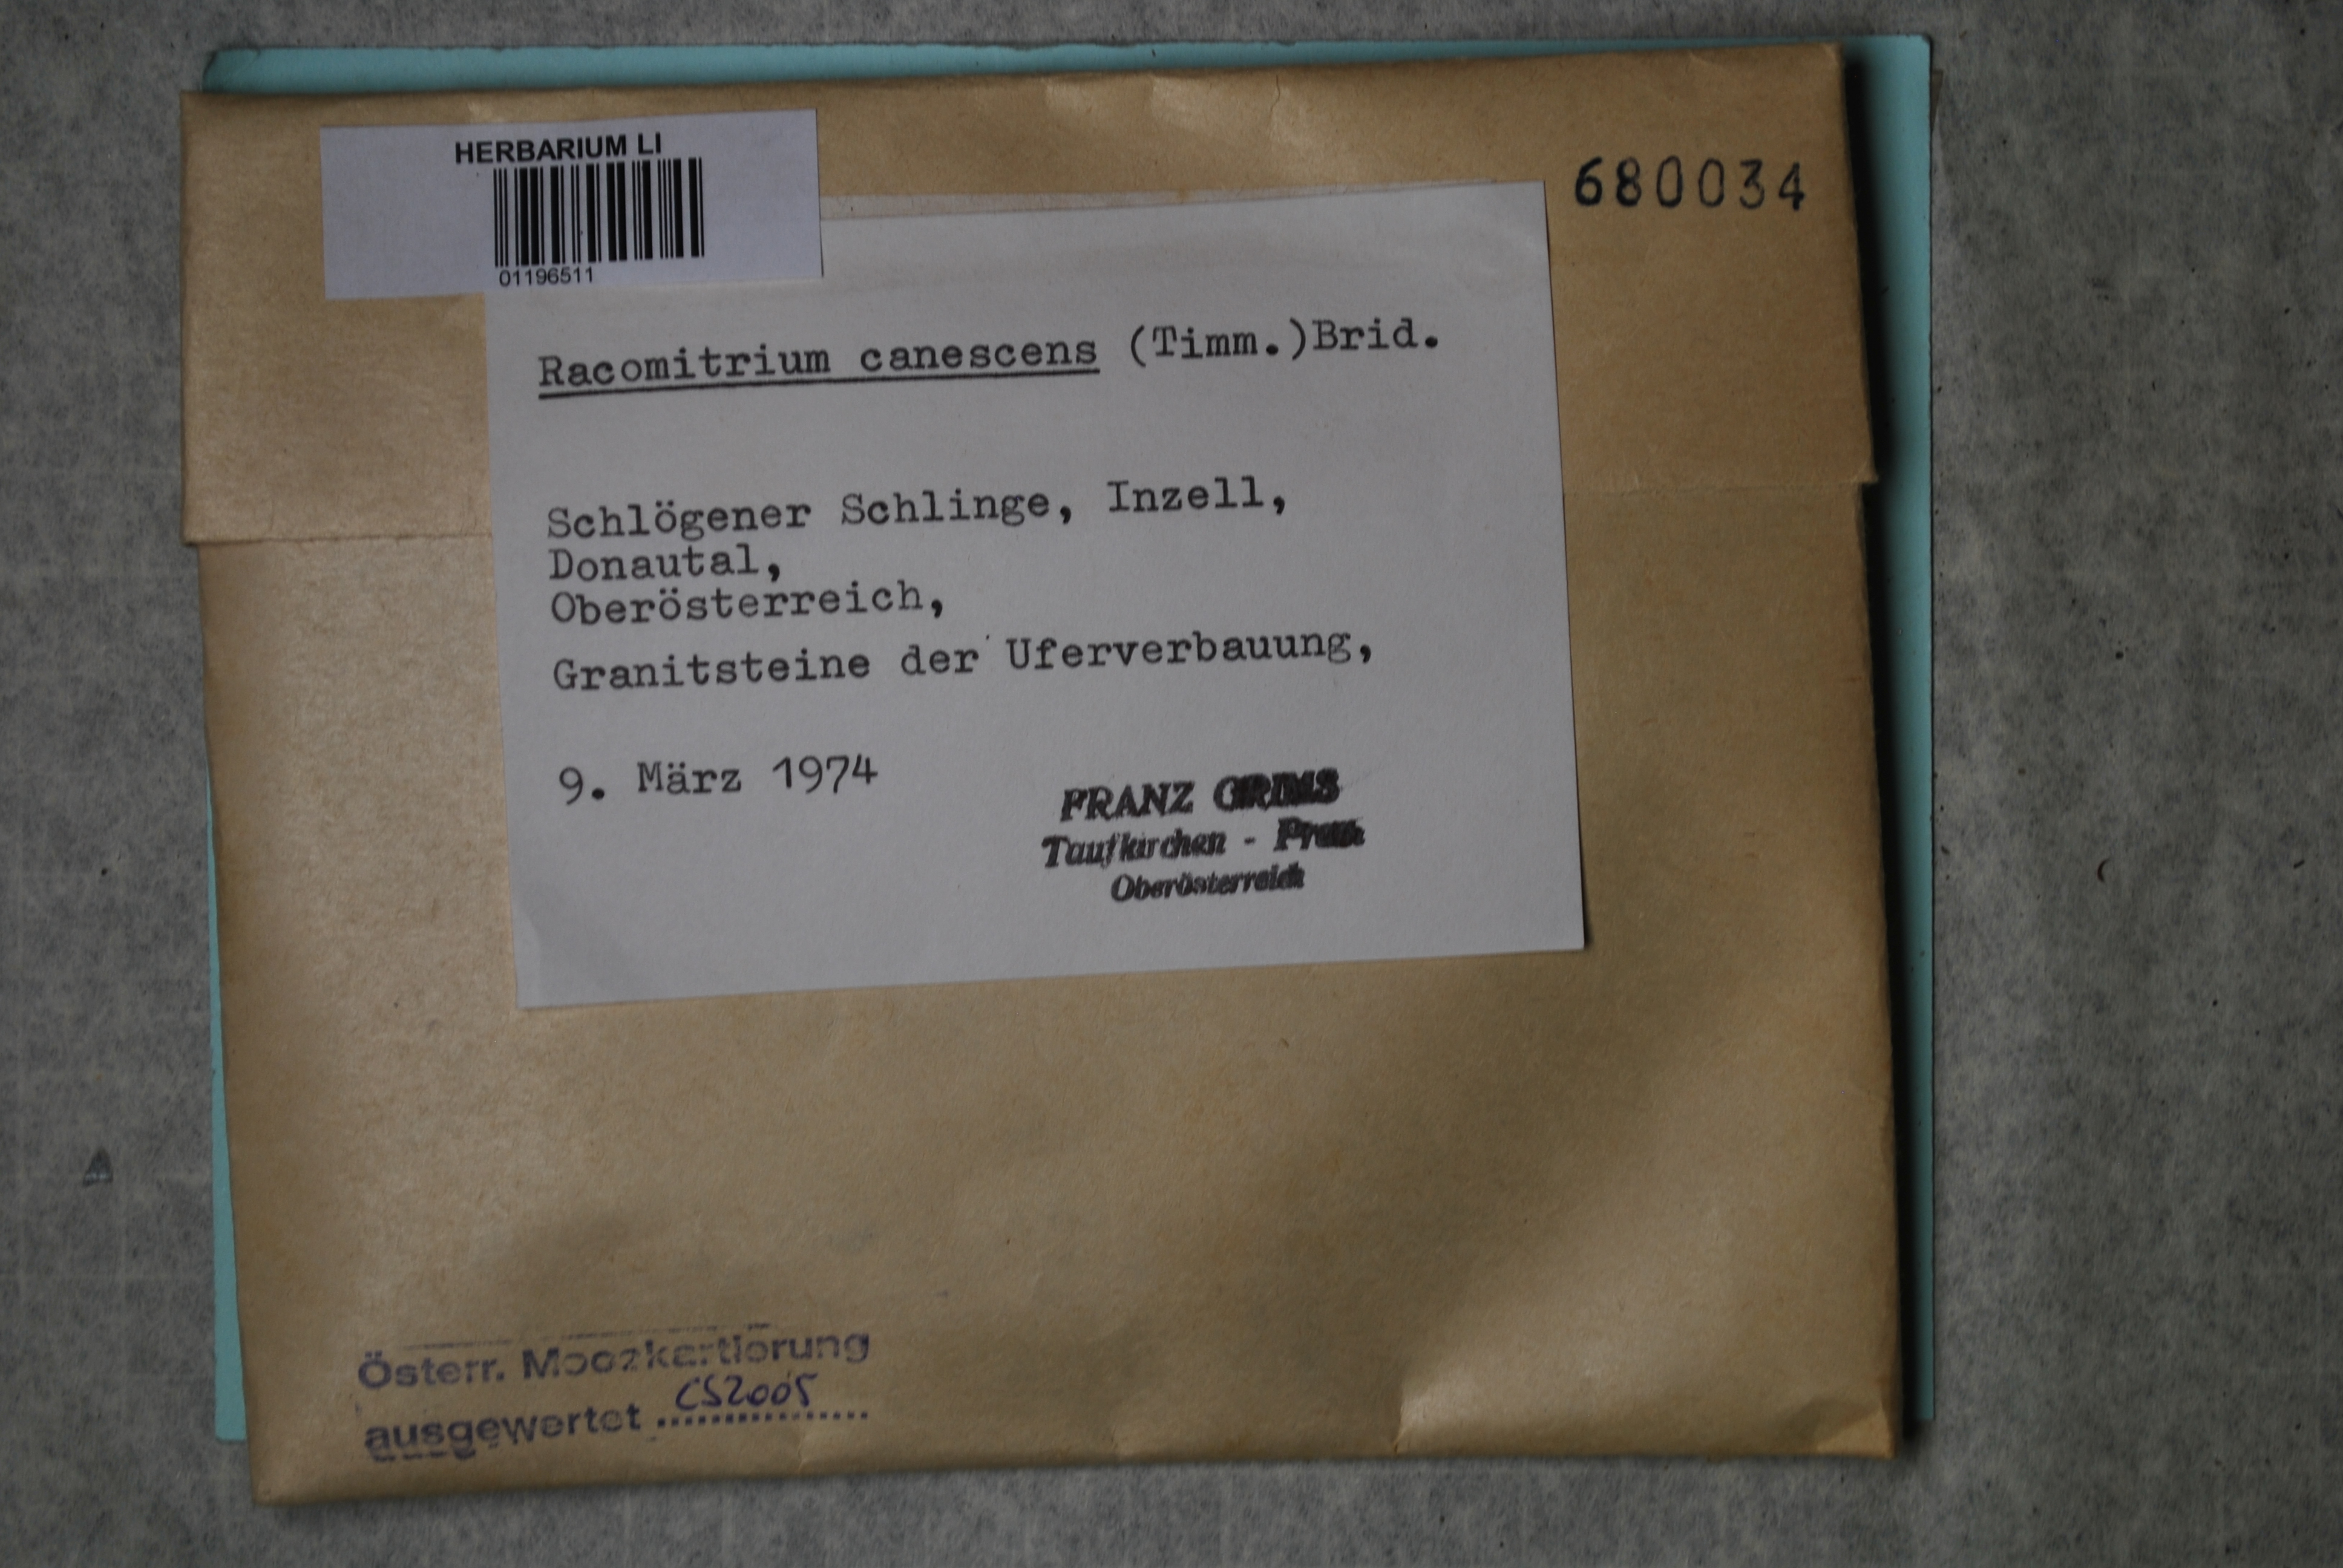 HERBARIUM LI
01196511
680034
Racomitrium canescens (Timm.)Brid.
Schlögener Schlinge, Inzell,
Donautal,
Oberösterreich,
Granitsteine der Uferverbauung,
9. März 1974
FRANZ GRIMS
Taufkirchen - Pram
Oberösterreich
Österr. Mooskartierung
ausgewertet CS2005